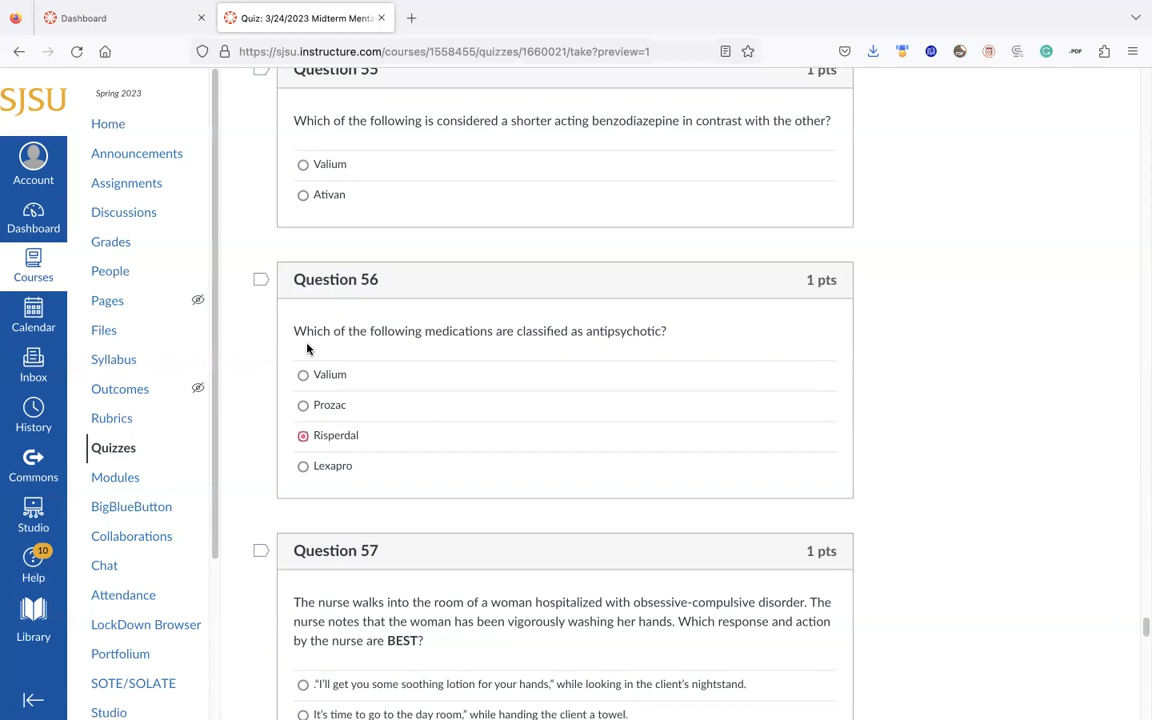 Dashboard
Quiz: 3/24/2023 Midterm Menta
https://sjsu.instructure.com/courses/1558455/quizzes/1660021/take?preview=1
.PDF
SJSU
Account
Dashboard
Courses
Calendar
Inbox
History
Commons
Studio
10
Help
Library
Spring 2023
Home
Announcements
Assignments
Discussions
Grades
People
Pages
Files
Syllabus
Outcomes
Rubrics
Quizzes
Modules
BigBlueButton
Collaborations
Chat
Attendance
LockDown Browser
Portfolium
SOTE/SOLATE
Studio
Question 55 1 pts
Which of the following is considered a shorter acting benzodiazepine in contrast with the other?
Valium
Ativan
Question 56 1 pts
Which of the following medications are classified as antipsychotic?
Valium
Prozac
Risperdal
Lexapro
Question 57 1 pts
The nurse walks into the room of a woman hospitalized with obsessive-compulsive disorder. The
nurse notes that the woman has been vigorously washing her hands. Which response and action
by the nurse are BEST?
."I'll get you some soothing lotion for your hands," while looking in the client's nightstand.
It's time to go to the day room," while handing the client a towel.